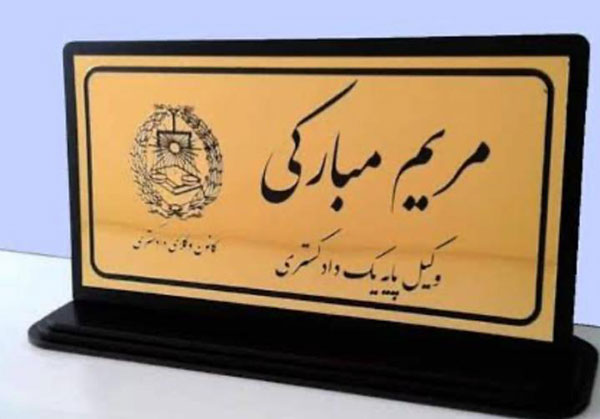 مریم مبارکی
وکیل پایه یک دادگستری
کانون وکلای دادگستری